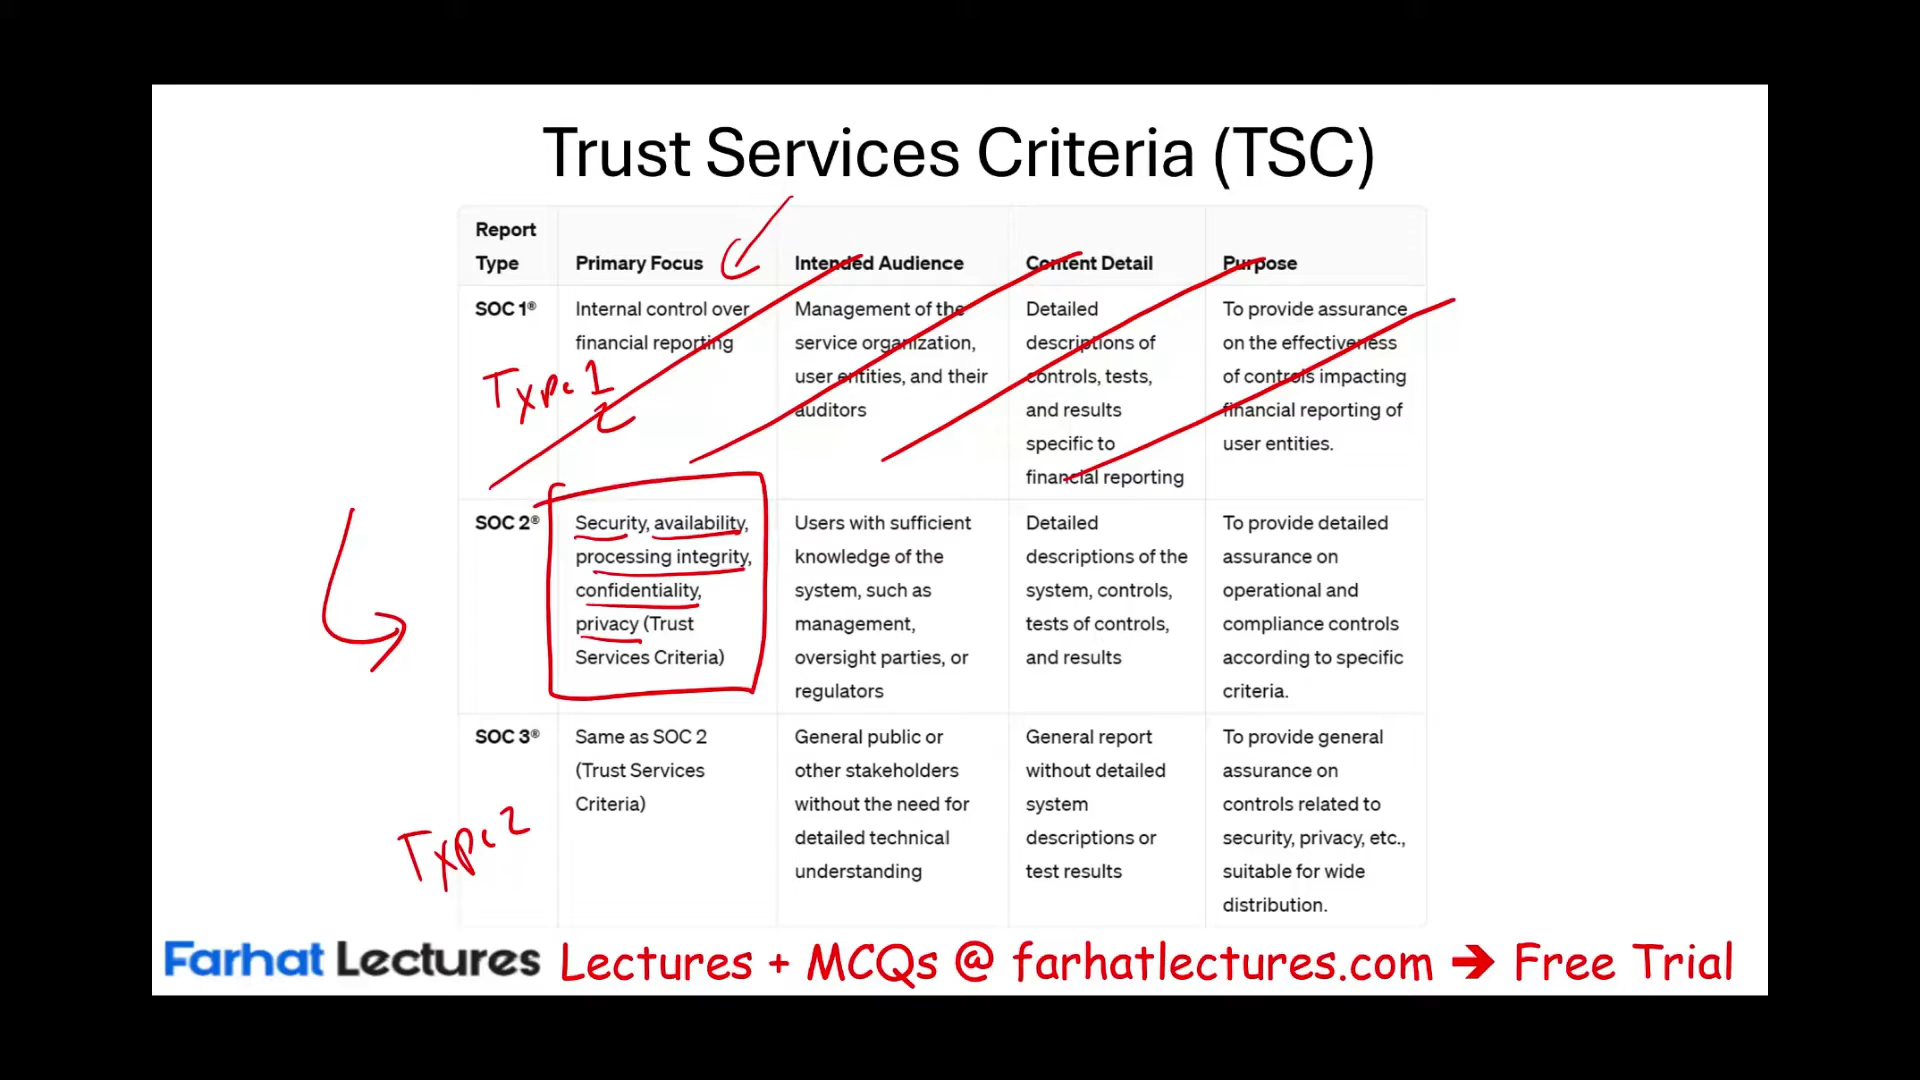 Trust Services Criteria (TSC)
Report
Type
Primary Focus
Intended Audience
Content Detail
Purpose
SOC 1®
Internal control over
financial reporting
Management of the
service organization,
user entities, and their
auditors
Detailed
descriptions of
controls, tests,
and results
specific to
financial reporting
To provide assurance
on the effectiveness
of controls impacting
financial reporting of
user entities.
Type 1
2
SOC 2®
Security, availability,
processing integrity,
confidentiality,
privacy (Trust
Services Criteria)
Users with sufficient
knowledge of the
system, such as
management,
oversight parties, or
regulators
Detailed
descriptions of the
system, controls,
tests of controls,
and results
To provide detailed
assurance on
operational and
compliance controls
according to specific
criteria.
SOC 3®
Same as SOC 2
(Trust Services
Criteria)
General public or
other stakeholders
without the need for
detailed technical
understanding
General report
without detailed
system
descriptions or
test results
To provide general
assurance on
controls related to
security, privacy, etc.,
suitable for wide
distribution.
Type 2
Farhat Lectures
Lectures + MCQs @ farhatlectures.com → Free Trial